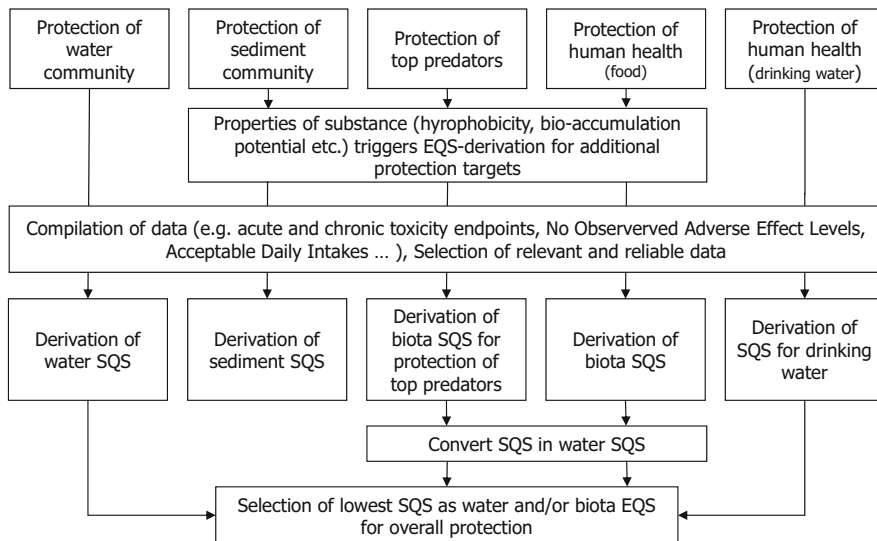 Protection of
water
community
Protection of
sediment
community
Protection of
top predators
Protection of
human health
(food)
Protection of
human health
(drinking water)
Properties of substance (hyrophobicity, bio-accumulation
potential etc.) triggers EQS-derivation for additional
protection targets
Compilation of data (e.g. acute and chronic toxicity endpoints, No Observerved Adverse Effect Levels,
Acceptable Daily Intakes ... ), Selection of relevant and reliable data
Derivation of
water SQS
Derivation of
sediment SQS
Derivation of
biota SQS for
protection of
top predators
Derivation of
biota SQS
Derivation of
SQS for drinking
water
Convert SQS in water SQS
Selection of lowest SQS as water and/or biota EQS
for overall protection